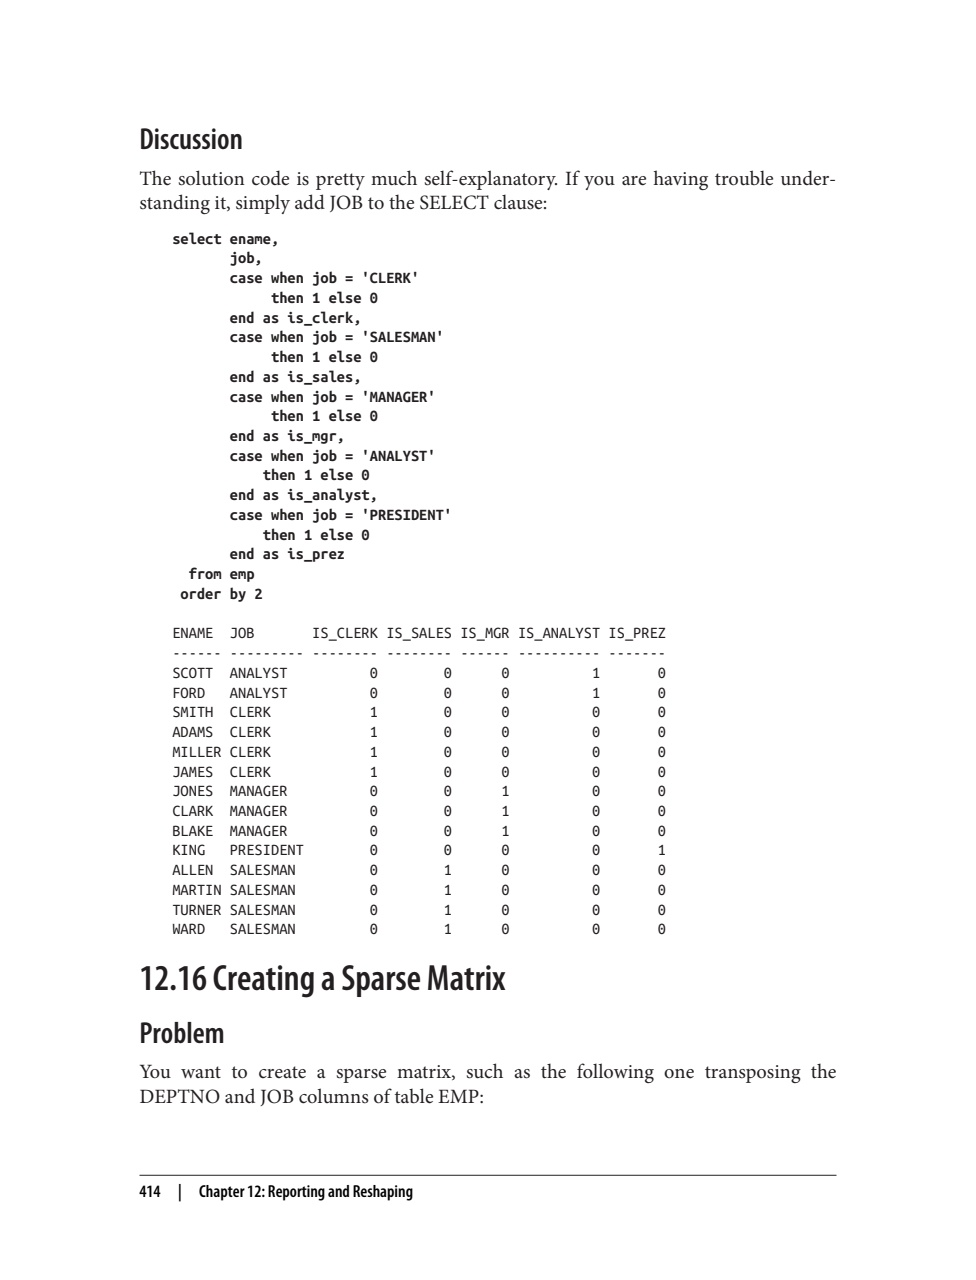 Discussion
The solution code is pretty much self-explanatory. If you are having trouble under-
standing it, simply add JOB to the SELECT clause:
select ename,
       job,
       case when job = 'CLERK'
            then 1 else 0
       end as is_clerk,
       case when job = 'SALESMAN'
            then 1 else 0
       end as is_sales,
       case when job = 'MANAGER'
            then 1 else 0
       end as is_mgr,
       case when job = 'ANALYST'
           then 1 else 0
       end as is_analyst,
       case when job = 'PRESIDENT'
           then 1 else 0
       end as is_prez
  from emp
 order by 2
ENAME  JOB       IS_CLERK IS_SALES IS_MGR IS_ANALYST IS_PREZ
------ --------- -------- -------- ------ ---------- -------
SCOTT  ANALYST          0        0      0          1       0
FORD   ANALYST          0        0      0          1       0
SMITH  CLERK            1        0      0          0       0
ADAMS  CLERK            1        0      0          0       0
MILLER CLERK            1        0      0          0       0
JAMES  CLERK            1        0      0          0       0
JONES  MANAGER          0        0      1          0       0
CLARK  MANAGER          0        0      1          0       0
BLAKE  MANAGER          0        0      1          0       0
KING   PRESIDENT        0        0      0          0       1
ALLEN  SALESMAN         0        1      0          0       0
MARTIN SALESMAN         0        1      0          0       0
TURNER SALESMAN         0        1      0          0       0
WARD   SALESMAN         0        1      0          0       0
12.16 Creating a Sparse Matrix
Problem
You want to create a sparse matrix, such as the following one transposing the
DEPTNO and JOB columns of table EMP:
414 | Chapter 12: Reporting and Reshaping